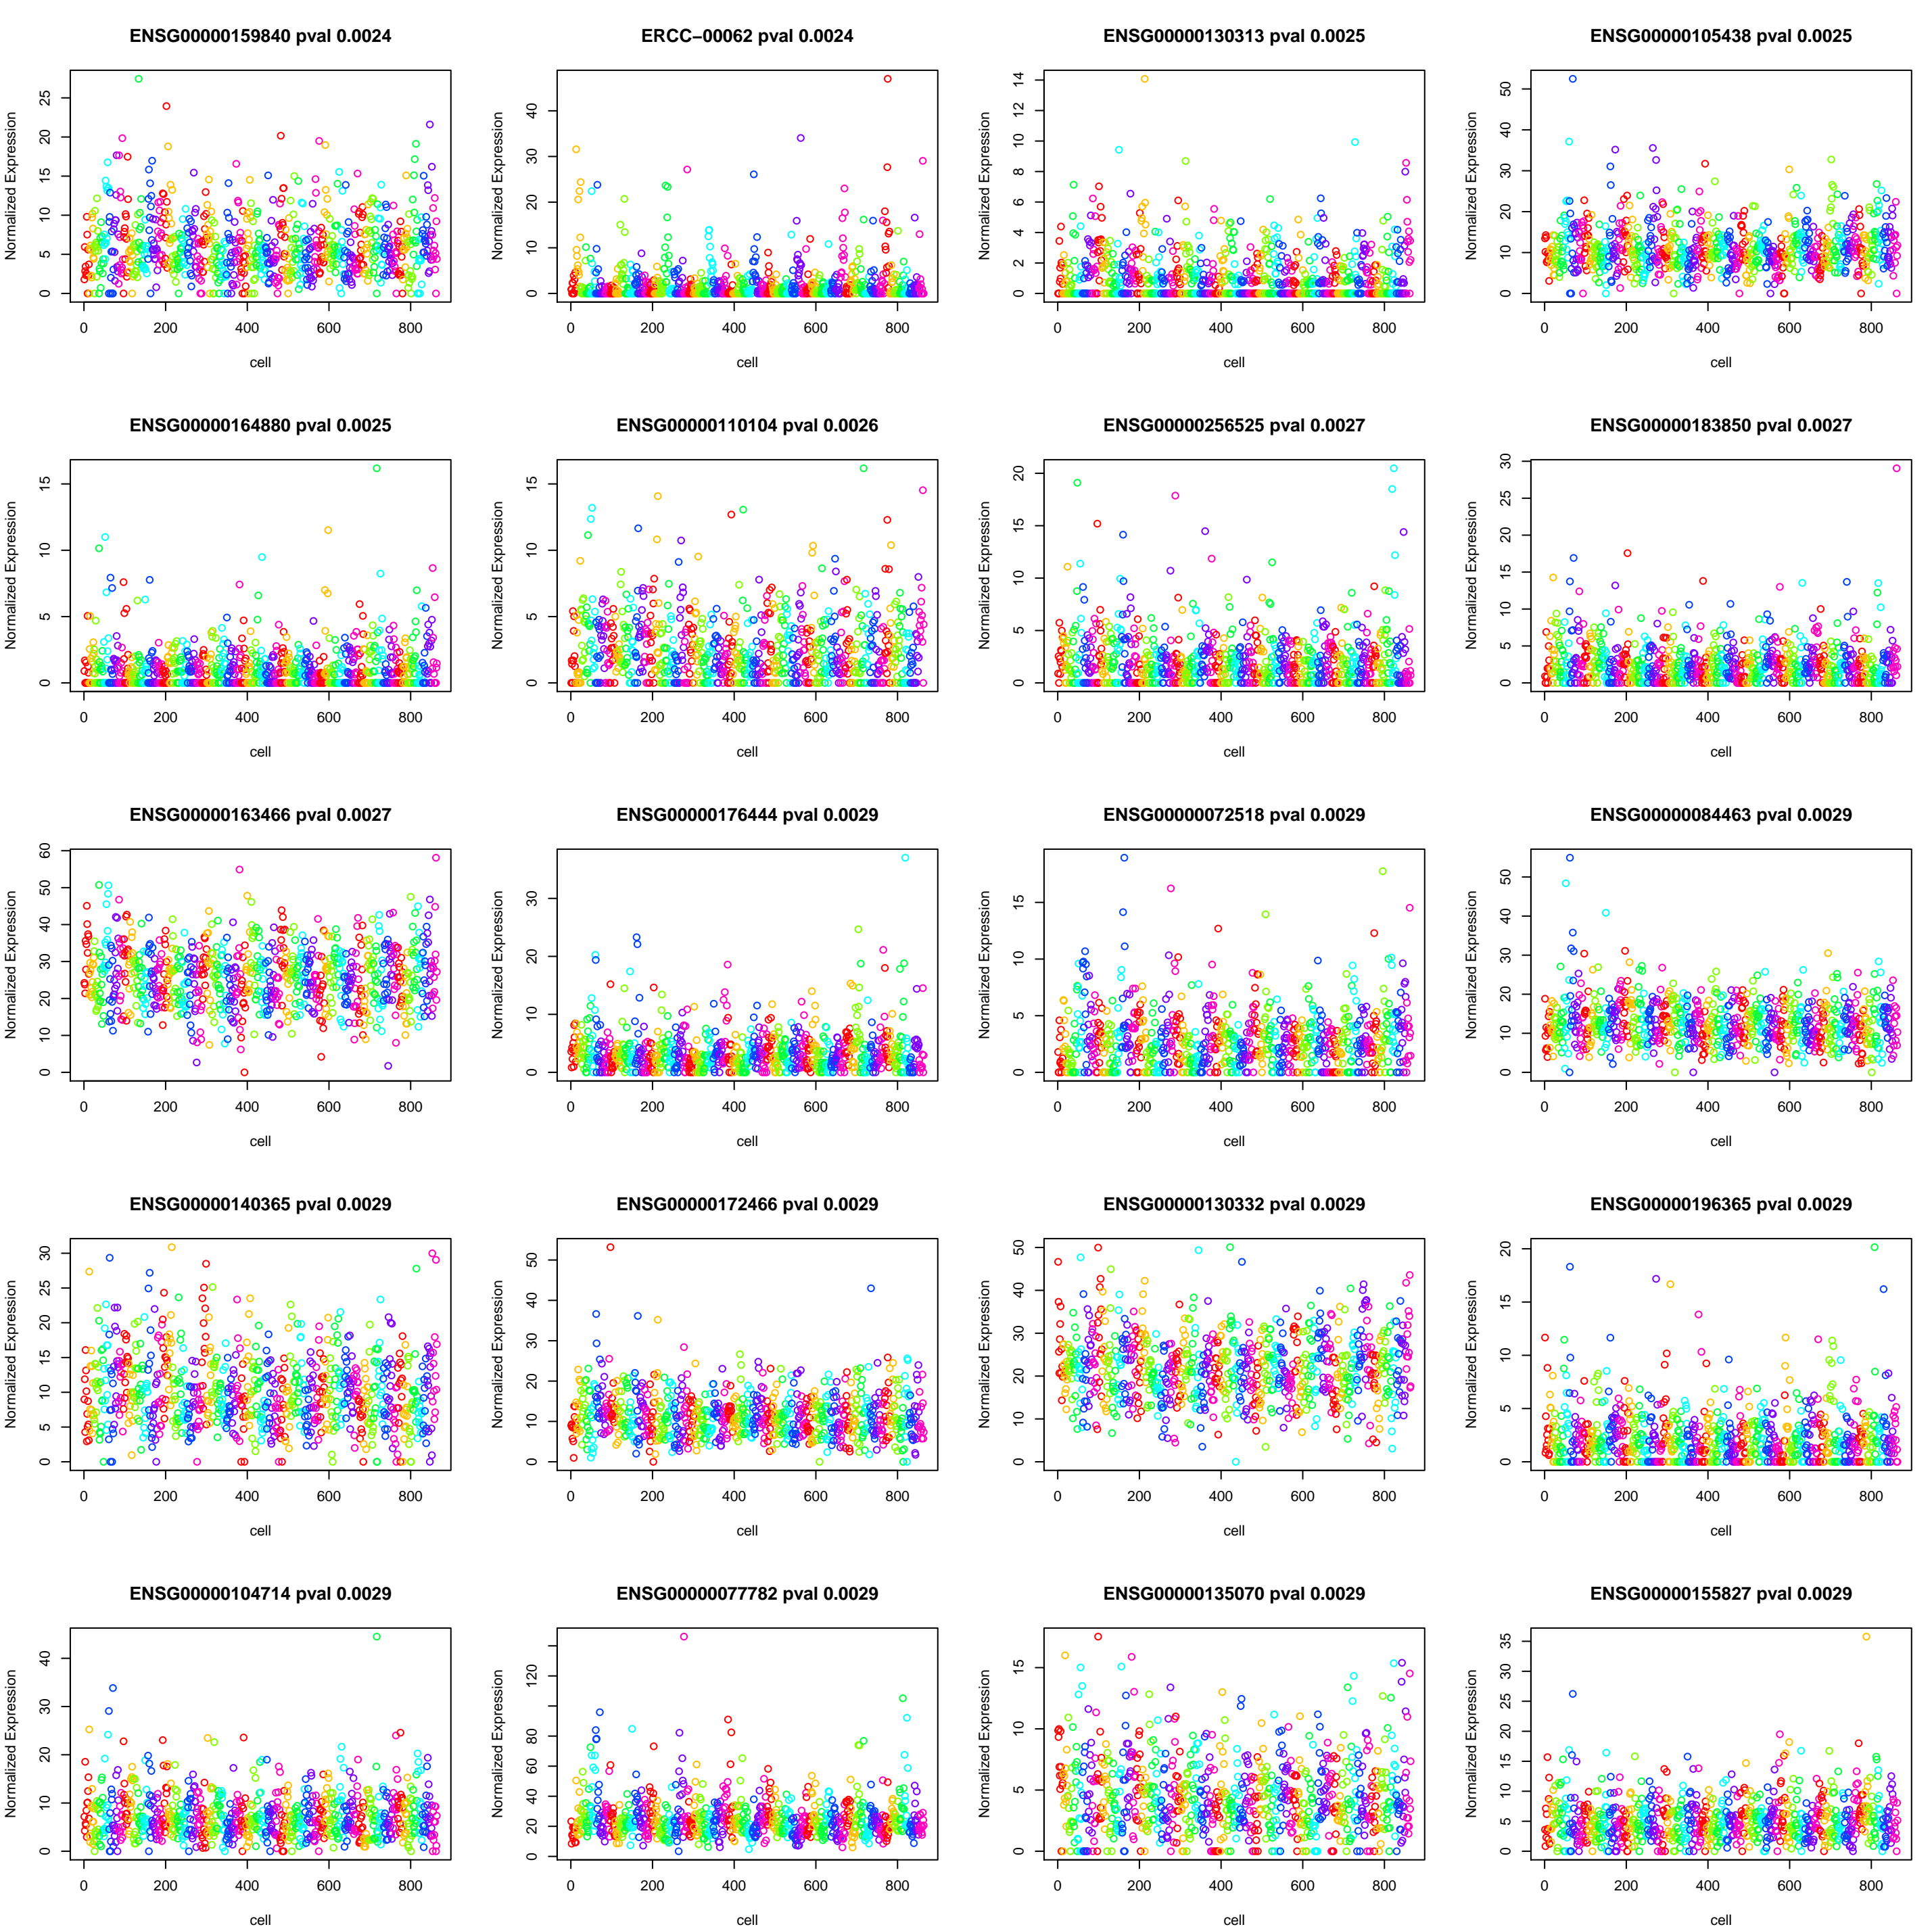 ENSG00000159840 pval 0.0024
Normalized Expression
0 5 10 15 20 25
0 200 400 600 800
cell
ERCC−00062 pval 0.0024
Normalized Expression
0 10 20 30 40
0 200 400 600 800
cell
ENSG00000130313 pval 0.0025
Normalized Expression
0 2 4 6 8 10 12 14
0 200 400 600 800
cell
ENSG00000105438 pval 0.0025
Normalized Expression
0 10 20 30 40 50
0 200 400 600 800
cell
ENSG00000164880 pval 0.0025
Normalized Expression
0 5 10 15
0 200 400 600 800
cell
ENSG00000110104 pval 0.0026
Normalized Expression
0 5 10 15
0 200 400 600 800
cell
ENSG00000256525 pval 0.0027
Normalized Expression
0 5 10 15 20
0 200 400 600 800
cell
ENSG00000183850 pval 0.0027
Normalized Expression
0 5 10 15 20 25 30
0 200 400 600 800
cell
ENSG00000163466 pval 0.0027
Normalized Expression
0 10 20 30 40 50 60
0 200 400 600 800
cell
ENSG00000176444 pval 0.0029
Normalized Expression
0 10 20 30
0 200 400 600 800
cell
ENSG00000072518 pval 0.0029
Normalized Expression
0 5 10 15
0 200 400 600 800
cell
ENSG00000084463 pval 0.0029
Normalized Expression
0 10 20 30 40 50
0 200 400 600 800
cell
ENSG00000140365 pval 0.0029
Normalized Expression
0 5 10 15 20 25 30
0 200 400 600 800
cell
ENSG00000172466 pval 0.0029
Normalized Expression
0 10 20 30 40 50
0 200 400 600 800
cell
ENSG00000130332 pval 0.0029
Normalized Expression
0 10 20 30 40 50
0 200 400 600 800
cell
ENSG00000196365 pval 0.0029
Normalized Expression
0 5 10 15 20
0 200 400 600 800
cell
ENSG00000104714 pval 0.0029
Normalized Expression
0 10 20 30 40
0 200 400 600 800
cell
ENSG00000077782 pval 0.0029
Normalized Expression
0 20 40 60 80 120
0 200 400 600 800
cell
ENSG00000135070 pval 0.0029
Normalized Expression
0 5 10 15
0 200 400 600 800
cell
ENSG00000155827 pval 0.0029
Normalized Expression
0 5 10 15 20 25 30 35
0 200 400 600 800
cell